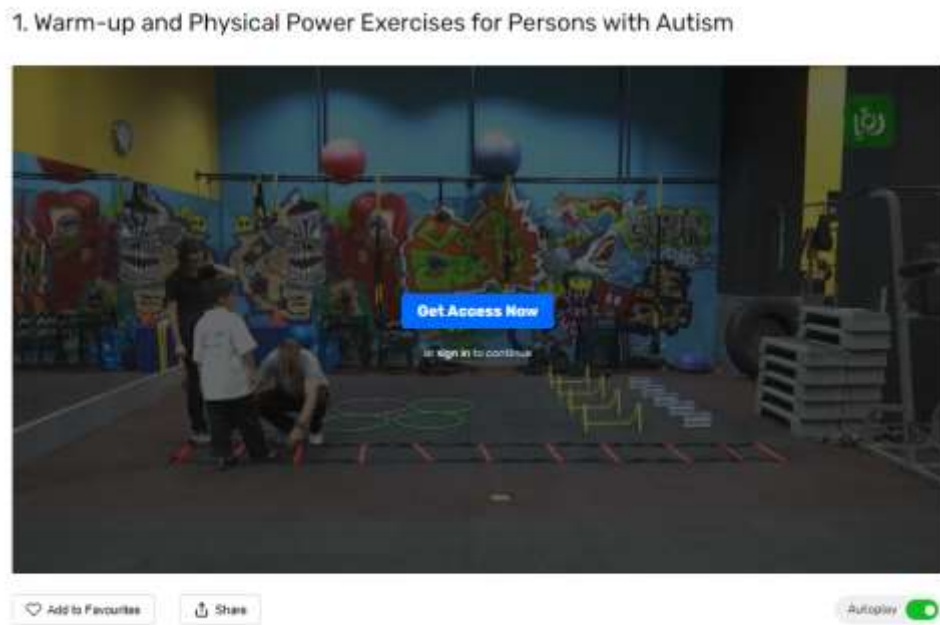 1. Warm-up and Physical Power Exercises for Persons with Autism
Get Access Now
or sign in to continue
Add to Favourites
Share
Autoplay